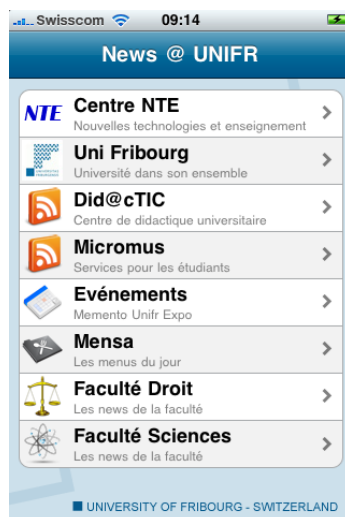 Swisscom 09:14
News @ UNIFR
NTE Centre NTE
Nouvelles technologies et enseignement
Uni Fribourg
Université dans son ensemble
Did@cTIC
Centre de didactique universitaire
Micromus
Services pour les étudiants
Evénements
Memento Unifr Expo
Mensa
Les menus du jour
Faculté Droit
Les news de la faculté
Faculté Sciences
Les news de la faculté
UNIVERSITY OF FRIBOURG - SWITZERLAND